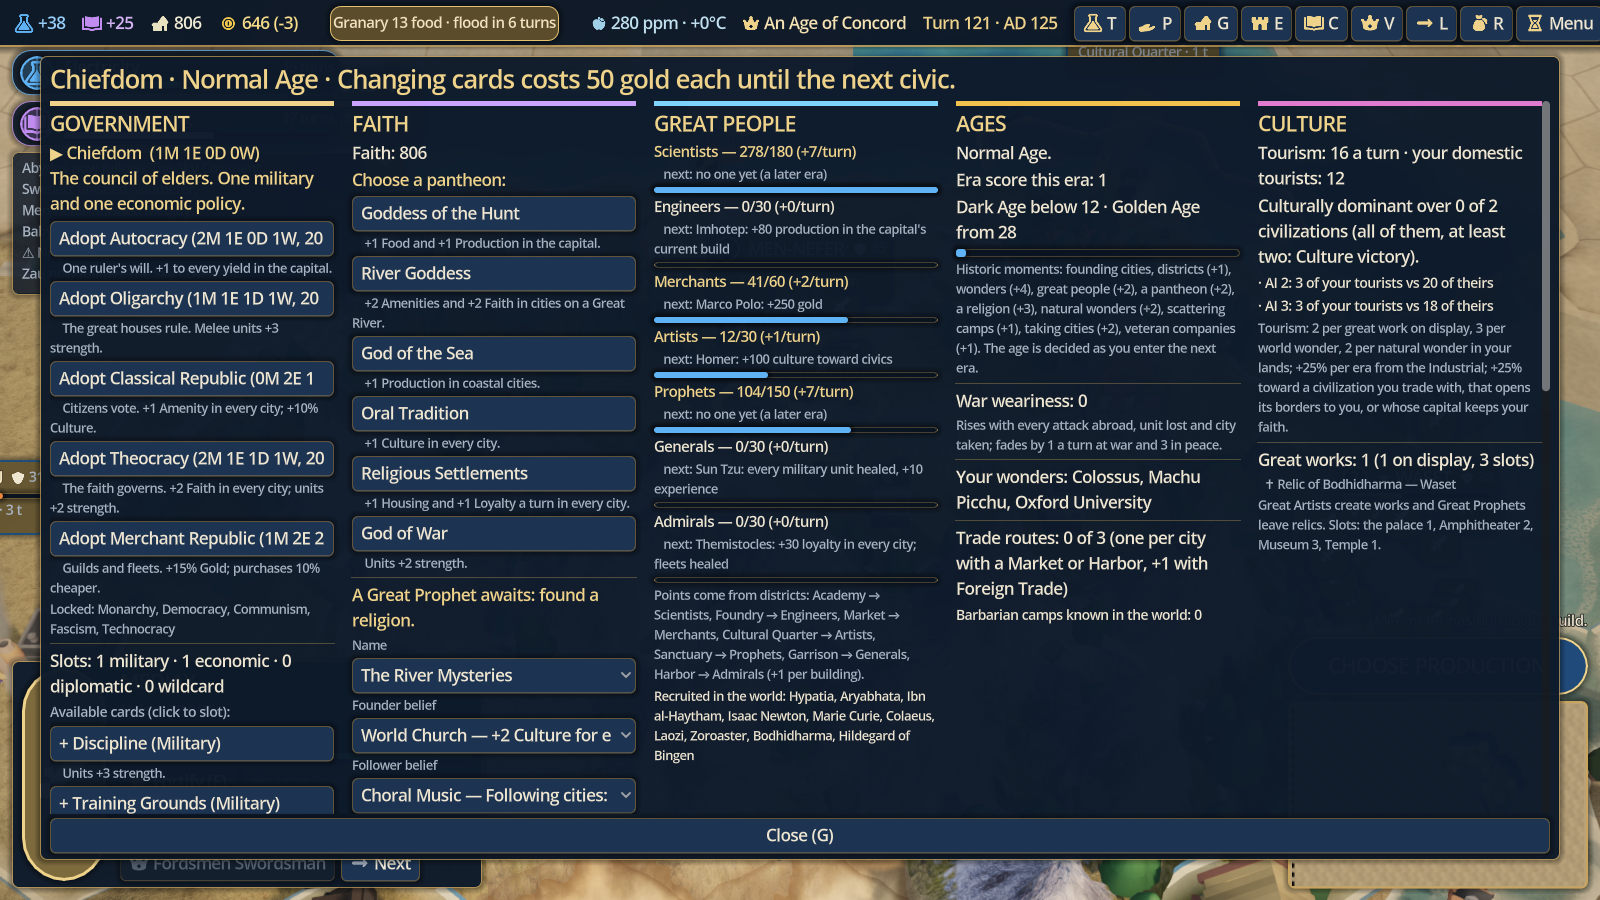 +38
+25
806
646 (-3)
Granary 13 food · flood in 6 turns
280 ppm · +0°C
An Age of Concord
Turn 121 · AD 125
T
P
G
E
C
V
L
R
Menu
Cultural Quarter · 1 t
Chiefdom · Normal Age · Changing cards costs 50 gold each until the next civic.
GOVERNMENT
▶ Chiefdom (1M 1E 0D 0W)
The council of elders. One military
and one economic policy.
Adopt Autocracy (2M 1E 0D 1W, 20
One ruler's will. +1 to every yield in the capital.
Adopt Oligarchy (1M 1E 1D 1W, 20
The great houses rule. Melee units +3
strength.
Adopt Classical Republic (0M 2E 1
Citizens vote. +1 Amenity in every city; +10%
Culture.
Adopt Theocracy (2M 1E 1D 1W, 20
The faith governs. +2 Faith in every city; units
+2 strength.
Adopt Merchant Republic (1M 2E 2
Guilds and fleets. +15% Gold; purchases 10%
cheaper.
Locked: Monarchy, Democracy, Communism,
Fascism, Technocracy
Slots: 1 military · 1 economic · 0
diplomatic · 0 wildcard
Available cards (click to slot):
+ Discipline (Military)
Units +3 strength.
+ Training Grounds (Military)
FAITH
Faith: 806
Choose a pantheon:
Goddess of the Hunt
+1 Food and +1 Production in the capital.
River Goddess
+2 Amenities and +2 Faith in cities on a Great
River.
God of the Sea
+1 Production in coastal cities.
Oral Tradition
+1 Culture in every city.
Religious Settlements
+1 Housing and +1 Loyalty a turn in every city.
God of War
Units +2 strength.
A Great Prophet awaits: found a
religion.
Name
The River Mysteries
Founder belief
World Church — +2 Culture for e
Follower belief
Choral Music — Following cities:
GREAT PEOPLE
Scientists — 278/180 (+7/turn)
next: no one yet (a later era)
Engineers — 0/30 (+0/turn)
next: Imhotep: +80 production in the capital's
current build
Merchants — 41/60 (+2/turn)
next: Marco Polo: +250 gold
Artists — 12/30 (+1/turn)
next: Homer: +100 culture toward civics
Prophets — 104/150 (+7/turn)
next: no one yet (a later era)
Generals — 0/30 (+0/turn)
next: Sun Tzu: every military unit healed, +10
experience
Admirals — 0/30 (+0/turn)
next: Themistocles: +30 loyalty in every city;
fleets healed
Points come from districts: Academy →
Scientists, Foundry → Engineers, Market →
Merchants, Cultural Quarter → Artists,
Sanctuary → Prophets, Garrison → Generals,
Harbor → Admirals (+1 per building).
Recruited in the world: Hypatia, Aryabhata, Ibn
al-Haytham, Isaac Newton, Marie Curie, Colaeus,
Laozi, Zoroaster, Bodhidharma, Hildegard of
Bingen
AGES
Normal Age.
Era score this era: 1
Dark Age below 12 · Golden Age
from 28
Historic moments: founding cities, districts (+1),
wonders (+4), great people (+2), a pantheon (+2),
a religion (+3), natural wonders (+2), scattering
camps (+1), taking cities (+2), veteran companies
(+1). The age is decided as you enter the next
era.
War weariness: 0
Rises with every attack abroad, unit lost and city
taken; fades by 1 a turn at war and 3 in peace.
Your wonders: Colossus, Machu
Picchu, Oxford University
Trade routes: 0 of 3 (one per city
with a Market or Harbor, +1 with
Foreign Trade)
Barbarian camps known in the world: 0
CULTURE
Tourism: 16 a turn · your domestic
tourists: 12
Culturally dominant over 0 of 2
civilizations (all of them, at least
two: Culture victory).
· AI 2: 3 of your tourists vs 20 of theirs
· AI 3: 3 of your tourists vs 18 of theirs
Tourism: 2 per great work on display, 3 per
world wonder, 2 per natural wonder in your
lands; +25% per era from the Industrial; +25%
toward a civilization you trade with, that opens
its borders to you, or whose capital keeps your
faith.
Great works: 1 (1 on display, 3 slots)
✝ Relic of Bodhidharma — Waset
Great Artists create works and Great Prophets
leave relics. Slots: the palace 1, Amphitheater 2,
Museum 3, Temple 1.
CHOOSE PRODUCTION
Close (G)
Fordsmen Swordsman
→ Next